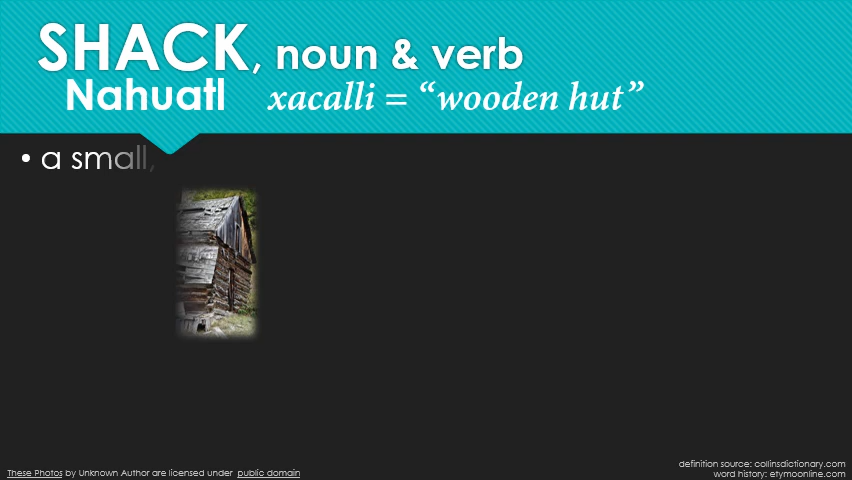 SHACK, noun & verb
Nahuatl xacalli = “wooden hut”
• a small,
These Photos by Unknown Author are licensed under public domain
definition source: collinsdictionary.com
word history: etymoonline.com